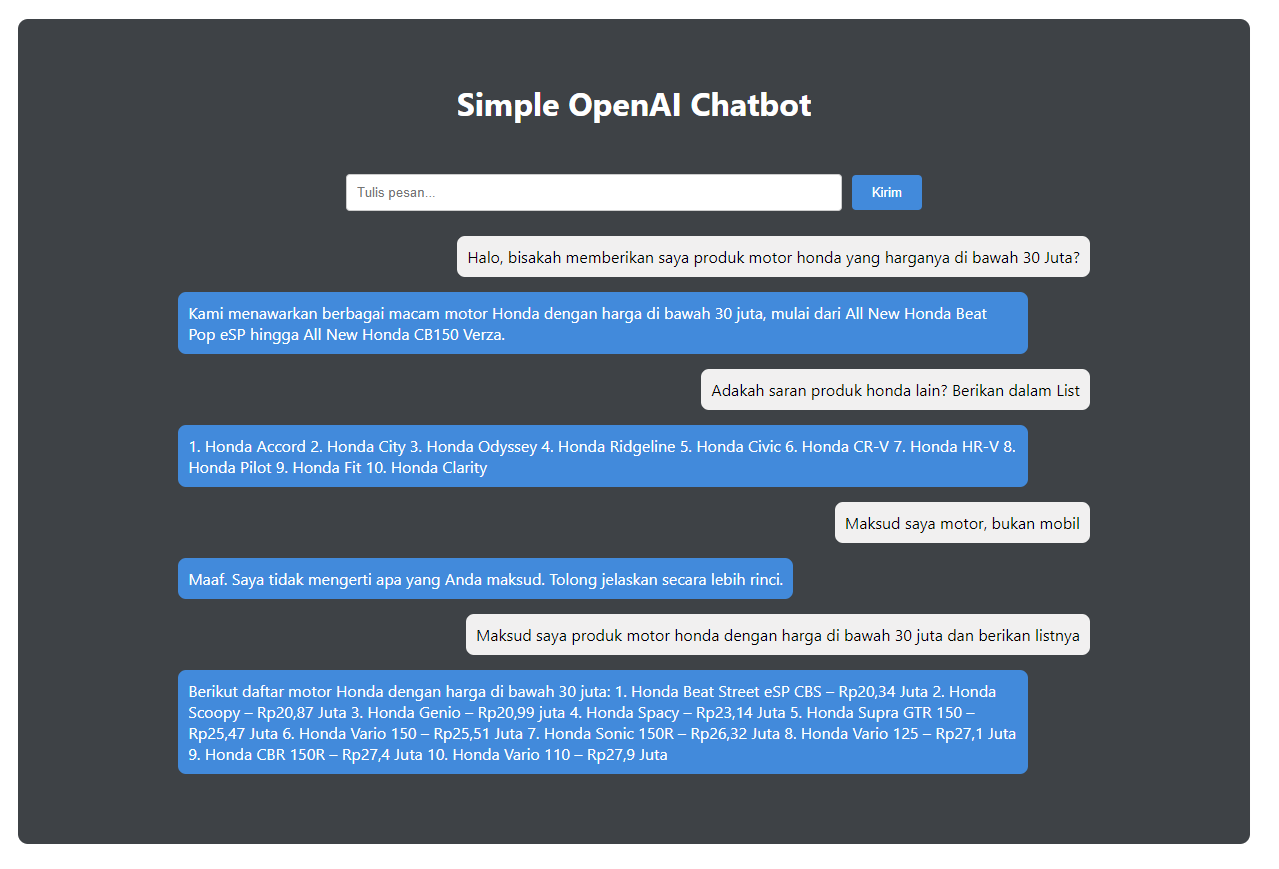 Simple OpenAI Chatbot
Tulis pesan...
Kirim
Halo, bisakah memberikan saya produk motor honda yang harganya di bawah 30 Juta?
Kami menawarkan berbagai macam motor Honda dengan harga di bawah 30 juta, mulai dari All New Honda Beat
Pop eSP hingga All New Honda CB150 Verza.
Adakah saran produk honda lain? Berikan dalam List
1. Honda Accord 2. Honda City 3. Honda Odyssey 4. Honda Ridgeline 5. Honda Civic 6. Honda CR-V 7. Honda HR-V 8.
Honda Pilot 9. Honda Fit 10. Honda Clarity
Maksud saya motor, bukan mobil
Maaf. Saya tidak mengerti apa yang Anda maksud. Tolong jelaskan secara lebih rinci.
Maksud saya produk motor honda dengan harga di bawah 30 juta dan berikan listnya
Berikut daftar motor Honda dengan harga di bawah 30 juta: 1. Honda Beat Street eSP CBS – Rp20,34 Juta 2. Honda
Scoopy – Rp20,87 Juta 3. Honda Genio – Rp20,99 juta 4. Honda Spacy – Rp23,14 Juta 5. Honda Supra GTR 150 –
Rp25,47 Juta 6. Honda Vario 150 – Rp25,51 Juta 7. Honda Sonic 150R – Rp26,32 Juta 8. Honda Vario 125 – Rp27,1 Juta
9. Honda CBR 150R – Rp27,4 Juta 10. Honda Vario 110 – Rp27,9 Juta